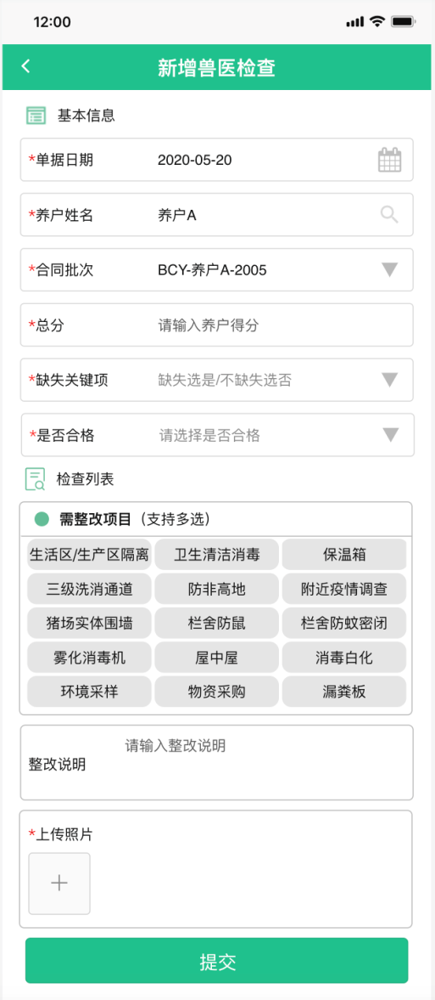 12:00
新增兽医检查
基本信息
*单据日期 2020-05-20
*养户姓名 养户A
*合同批次 BCY-养户A-2005
*总分 请输入养户得分
*缺失关键项 缺失选是/不缺失选否
*是否合格 请选择是否合格
检查列表
需整改项目（支持多选）
生活区/生产区隔离 卫生清洁消毒 保温箱
三级洗消通道 防非高地 附近疫情调查
猪场实体围墙 栏舍防鼠 栏舍防蚊密闭
雾化消毒机 屋中屋 消毒白化
环境采样 物资采购 漏粪板
请输入整改说明
整改说明
*上传照片
+
提交